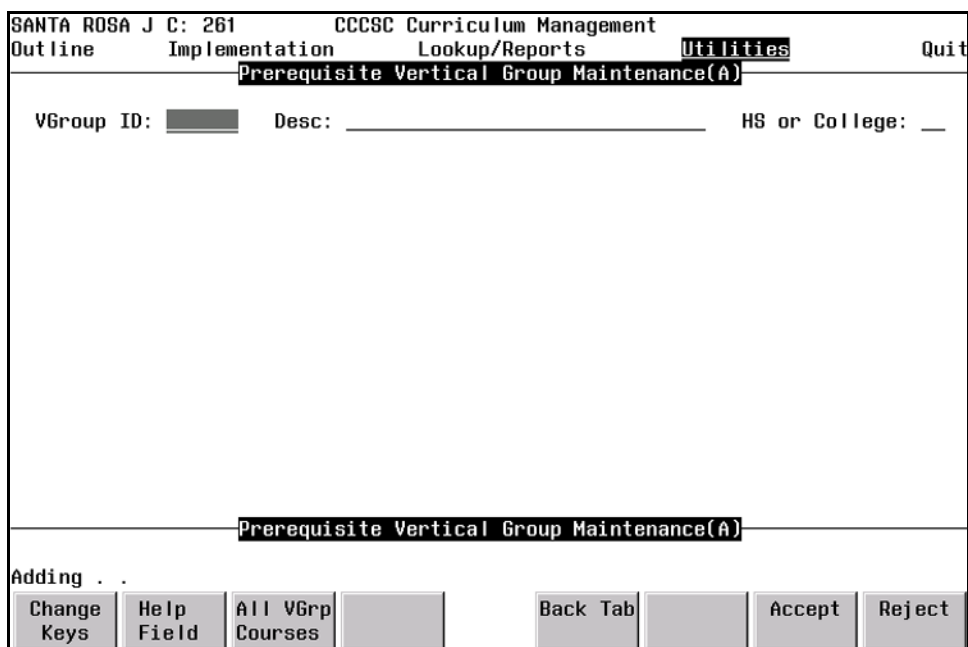 SANTA ROSA J C: 261 CCCSC Curriculum Management
Outline Implementation Lookup/Reports Utilities Quit
Prerequisite Vertical Group Maintenance(A)
VGroup ID: Desc: HS or College:
Prerequisite Vertical Group Maintenance(A)
Adding . .
Change Help All VGrp Back Tab Accept Reject
Keys Field Courses